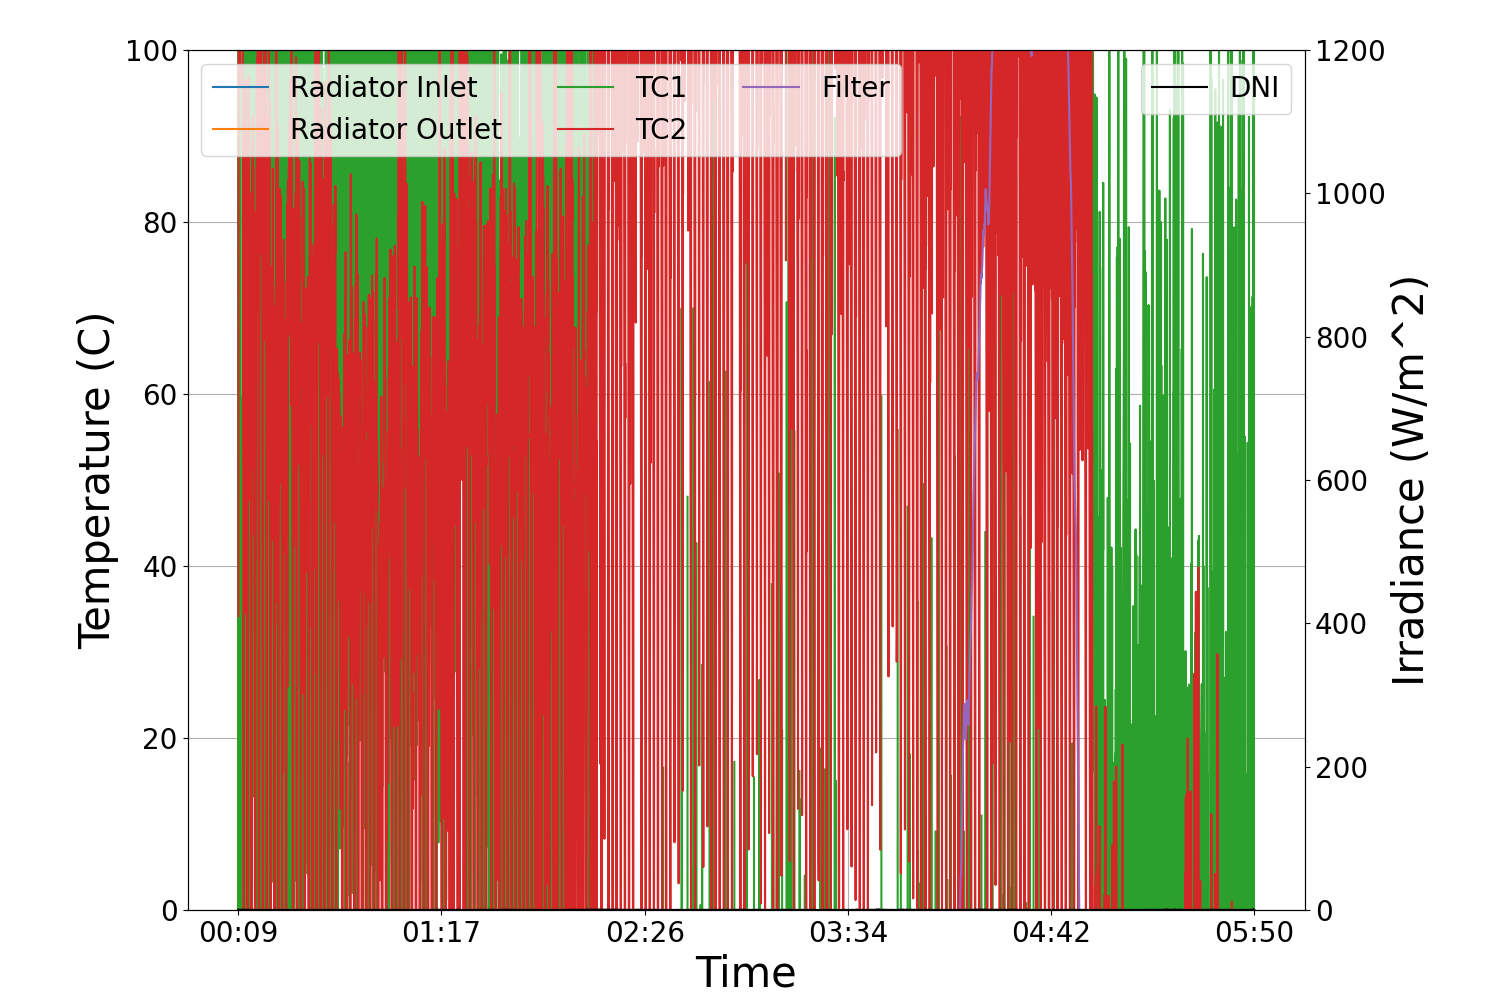 100
80
60
40
20
0
Temperature (C)
Radiator Inlet
Radiator Outlet
TC1
TC2
Filter
DNI
1200
1000
800
600
400
200
0
Irradiance (W/m^2)
00:09
01:17
02:26
03:34
04:42
05:50
Time